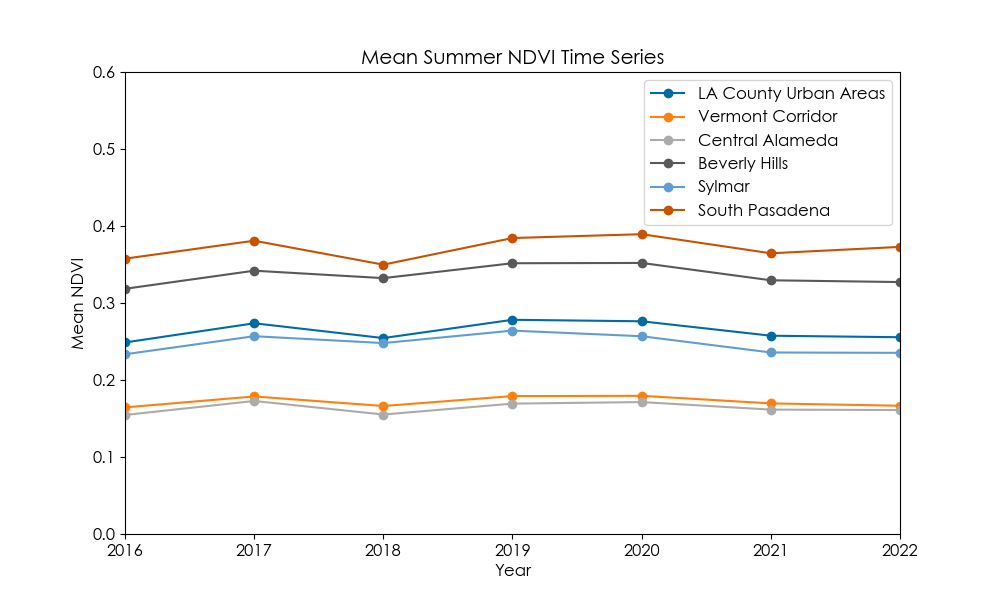 Mean Summer NDVI Time Series
LA County Urban Areas
Vermont Corridor
Central Alameda
Beverly Hills
Sylmar
South Pasadena
0.6
0.5
0.4
0.3
0.2
0.1
0.0
Mean NDVI
2016 2017 2018 2019 2020 2021 2022
Year